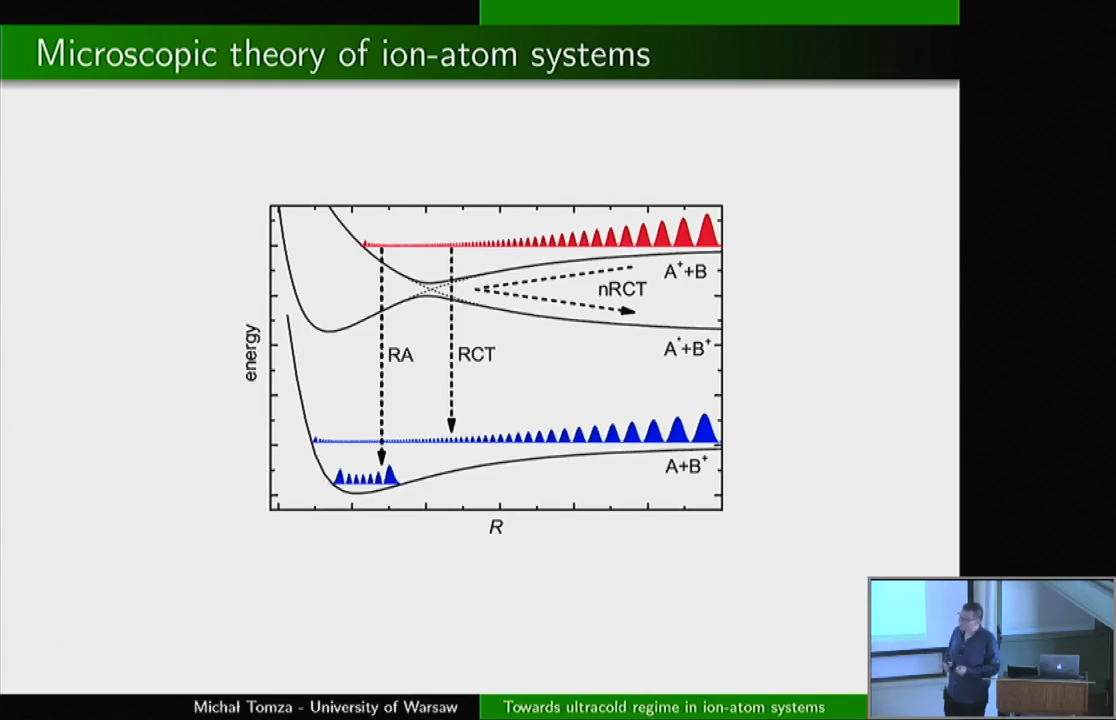 Microscopic theory of ion-atom systems
A⁺+B
nRCT
RA
RCT
A*+B⁺
energy
A+B⁺
R
Michał Tomza - University of Warsaw
Towards ultracold regime in ion-atom systems